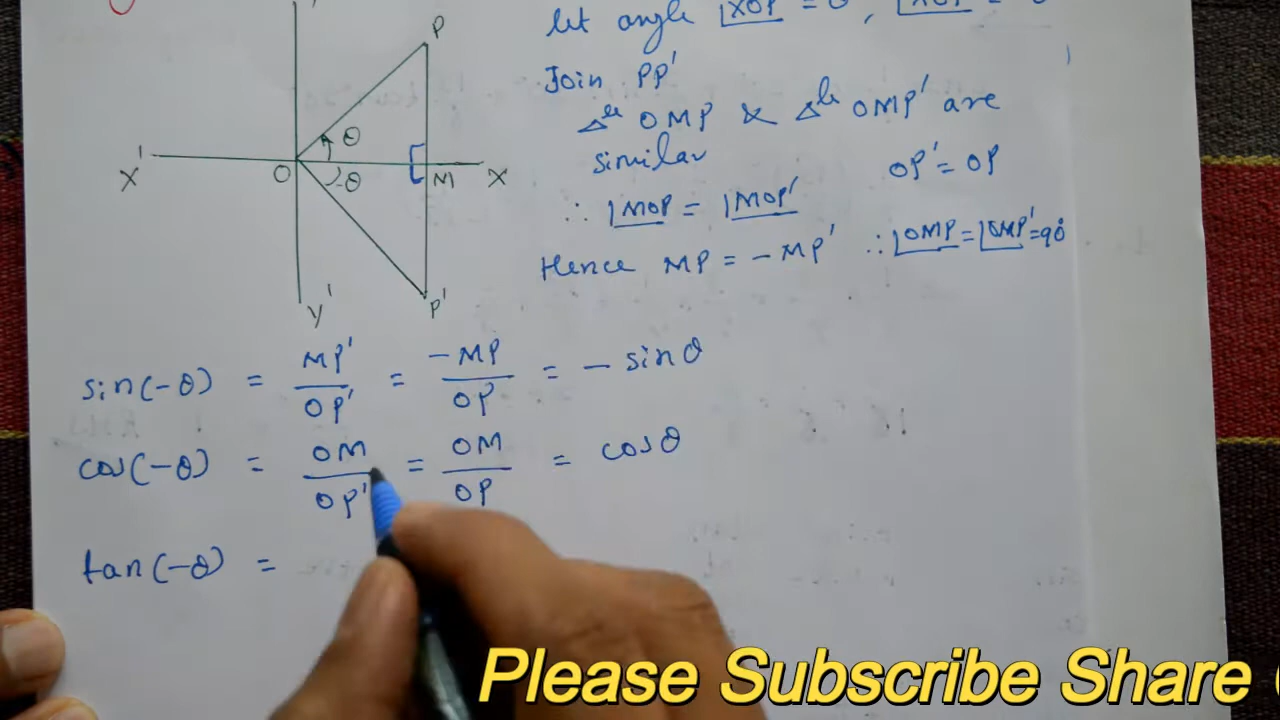 let angle ∠XOP = θ,
Join PP'
Δle OMP & Δle OMP' are
similar
OP' = OP
∴ ∠MOP = ∠MOP'
Hence MP = - MP' ∴ ∠OMP = ∠OMP' = 90°
P
θ
X' O -θ M X
Y' P'
sin(-θ) = MP'/OP' = -MP/OP = - sinθ
cos(-θ) = OM/OP' = OM/OP = cosθ
tan(-θ) =
Please Subscribe Share